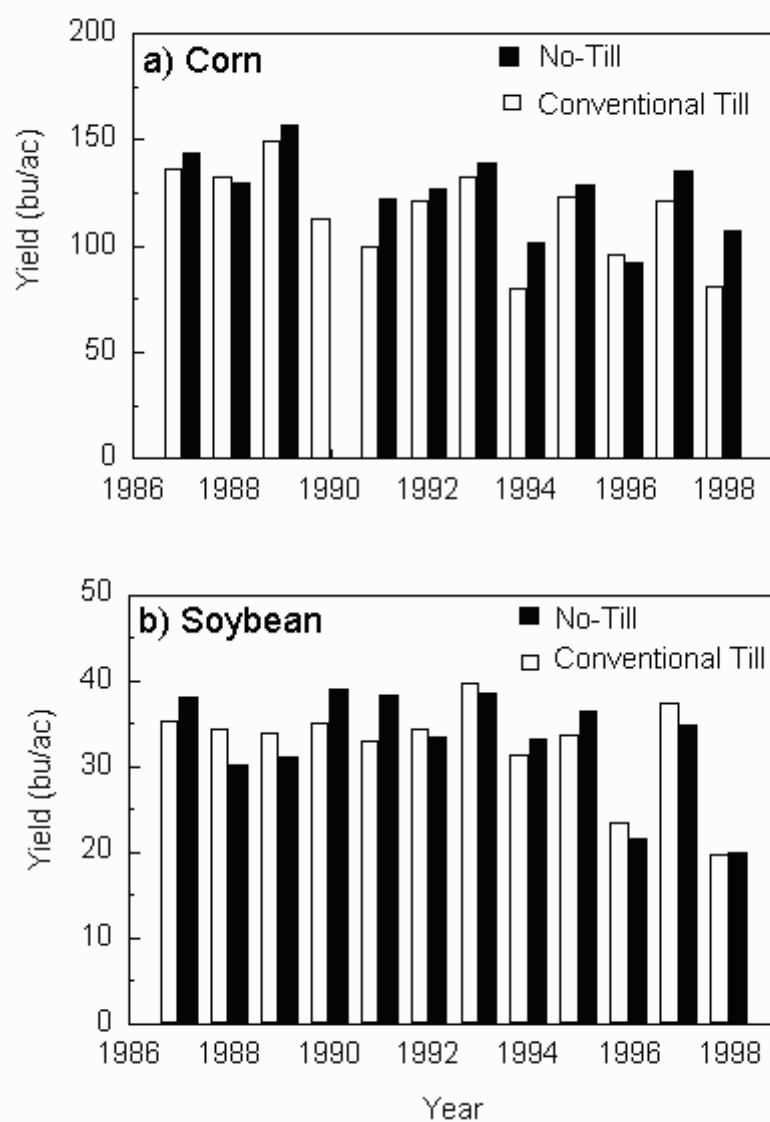 200
a) Corn
No-Till
Conventional Till
150
100
50
0
Yield (bu/ac)
1986 1988 1990 1992 1994 1996 1998
50
b) Soybean
No-Till
Conventional Till
40
30
20
10
0
Yield (bu/ac)
1986 1988 1990 1992 1994 1996 1998
Year